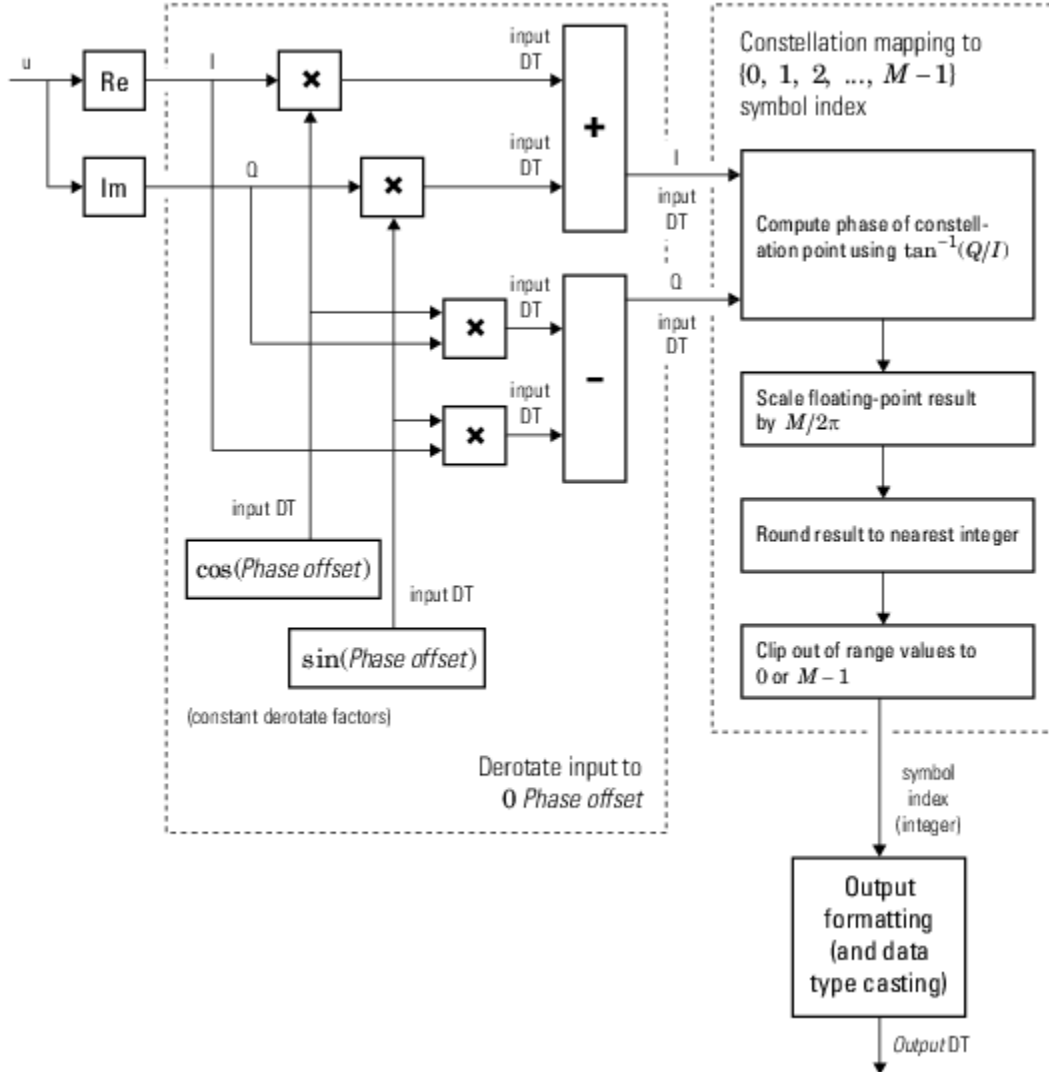 u
Re
I
×
input
DT
+
Im
Q
×
input
DT
I
input
DT
×
input
DT
−
Q
input
DT
×
input
DT
input DT
cos(Phase offset)
input DT
sin(Phase offset)
(constant derotate factors)
Derotate input to
0 Phase offset
Constellation mapping to
{0, 1, 2, ..., M − 1}
symbol index
Compute phase of constell-
ation point using tan⁻¹(Q/I)
Scale floating-point result
by M/2π
Round result to nearest integer
Clip out of range values to
0 or M − 1
symbol
index
(integer)
Output
formatting
(and data
type casting)
Output DT